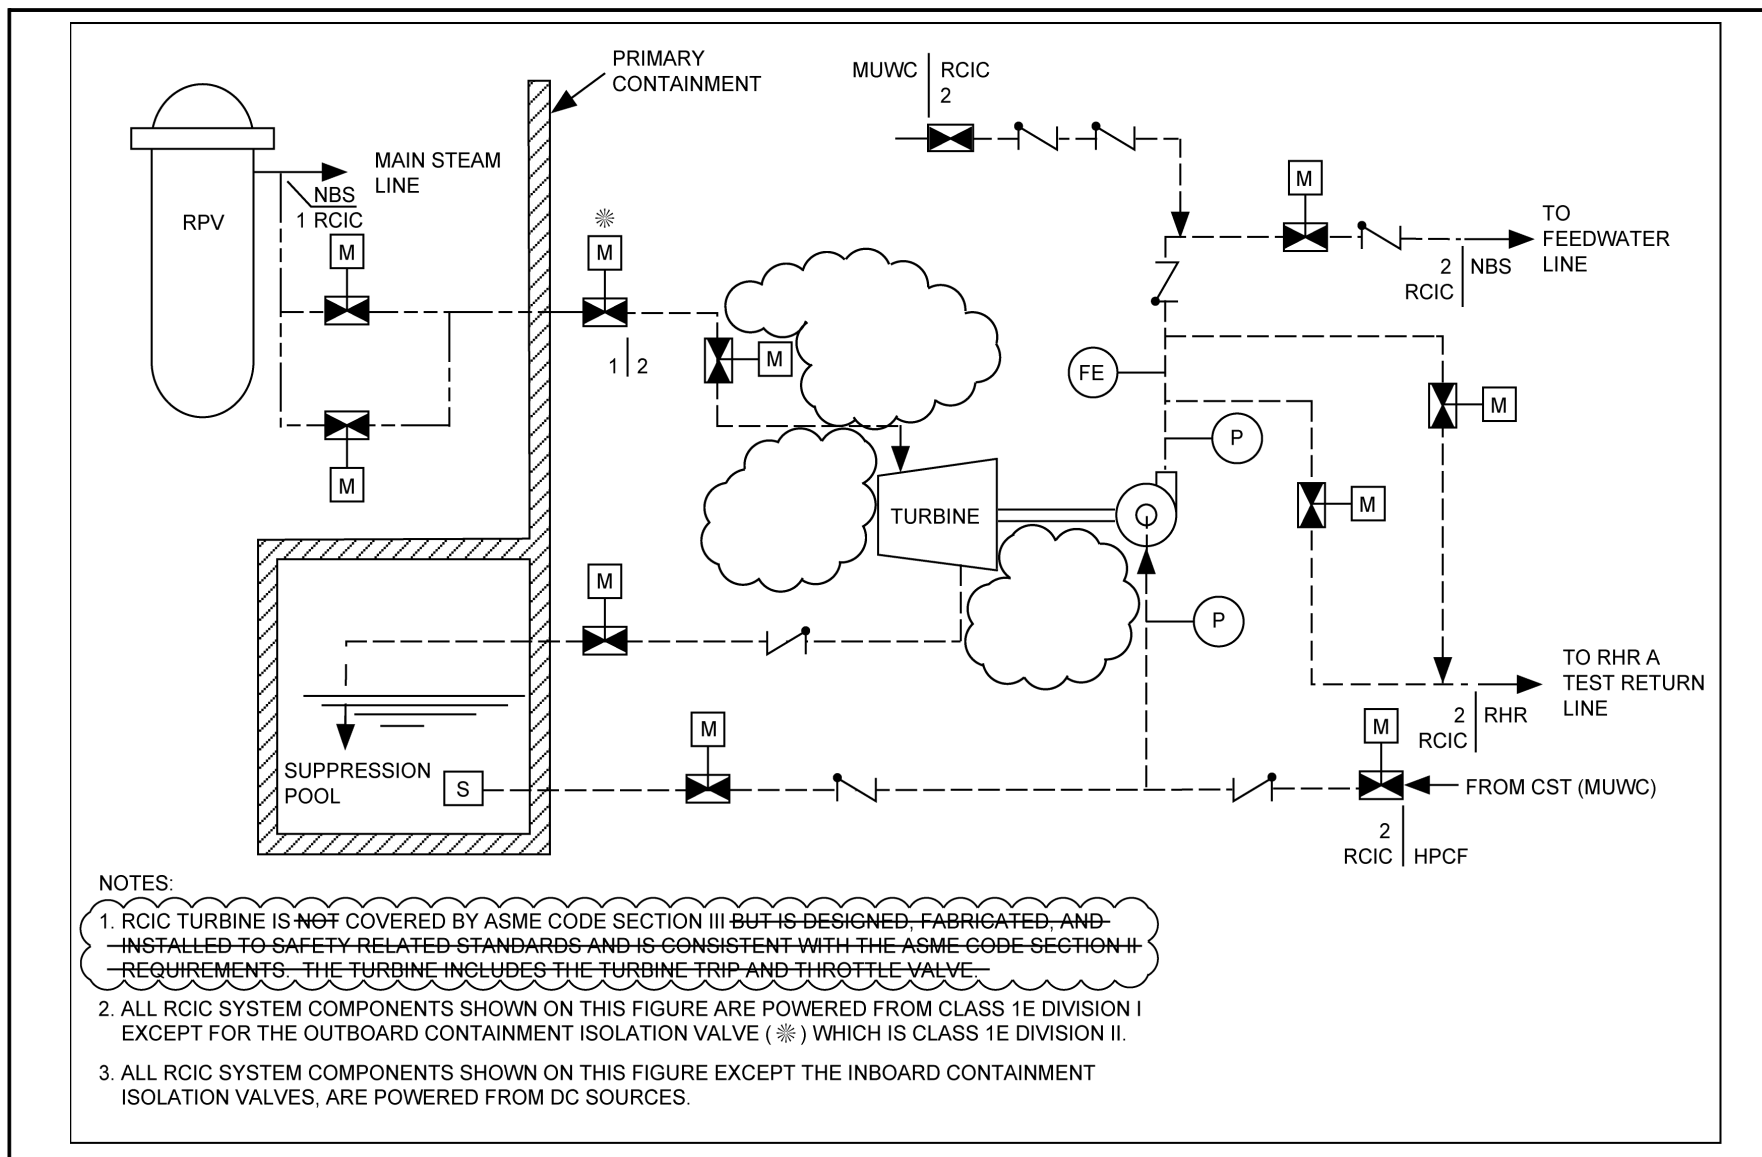 PRIMARY
CONTAINMENT
MUWC
RCIC
2
MAIN STEAM
LINE
NBS
1 RCIC
RPV
M
M
M
1
2
M
M
TO
FEEDWATER
LINE
2
NBS
RCIC
FE
M
P
M
TURBINE
M
P
TO RHR A
TEST RETURN
LINE
2
RHR
RCIC
SUPPRESSION
POOL
S
M
M
FROM CST (MUWC)
2
RCIC
HPCF
NOTES:
1. RCIC TURBINE IS NOT COVERED BY ASME CODE SECTION III BUT IS DESIGNED, FABRICATED, AND
INSTALLED TO SAFETY RELATED STANDARDS AND IS CONSISTENT WITH THE ASME CODE SECTION II
REQUIREMENTS. THE TURBINE INCLUDES THE TURBINE TRIP AND THROTTLE VALVE.
2. ALL RCIC SYSTEM COMPONENTS SHOWN ON THIS FIGURE ARE POWERED FROM CLASS 1E DIVISION I
EXCEPT FOR THE OUTBOARD CONTAINMENT ISOLATION VALVE ( ) WHICH IS CLASS 1E DIVISION II.
3. ALL RCIC SYSTEM COMPONENTS SHOWN ON THIS FIGURE EXCEPT THE INBOARD CONTAINMENT
ISOLATION VALVES, ARE POWERED FROM DC SOURCES.